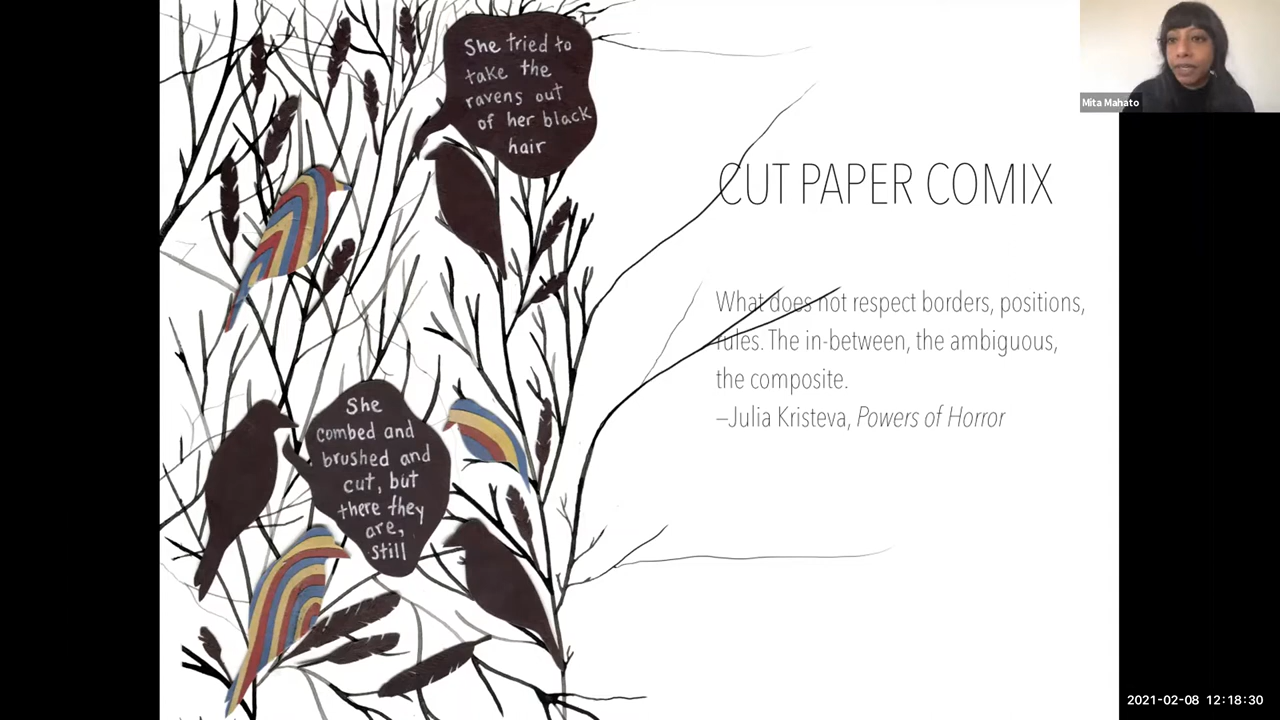 She tried to
take the
ravens out
of her black
hair
She
combed and
brushed and
cut, but
there they
are,
still
CUT PAPER COMIX
What does not respect borders, positions,
rules. The in-between, the ambiguous,
the composite.
–Julia Kristeva, Powers of Horror
Mita Mahato
2021-02-08 12:18:30